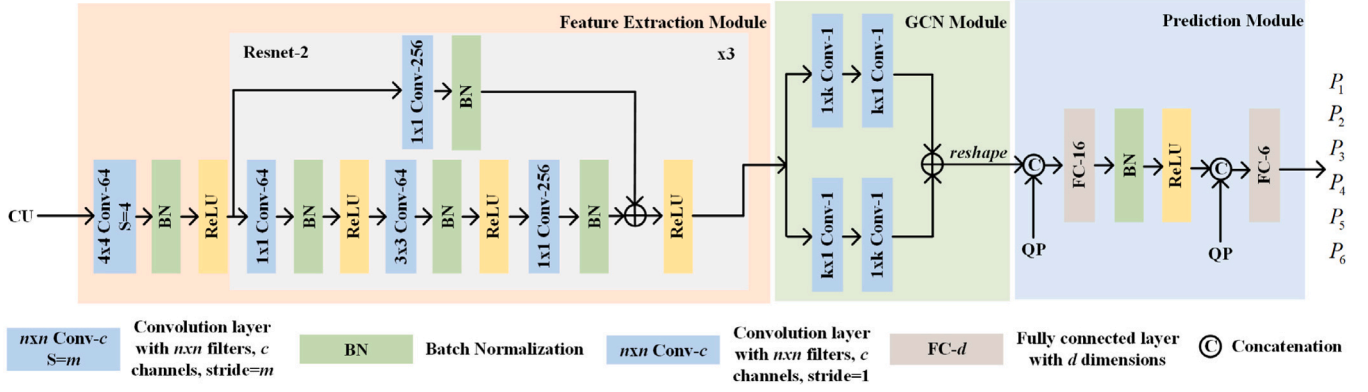 Feature Extraction Module
GCN Module
Prediction Module
Resnet-2
x3
1x1 Conv-256
BN
CU
4x4 Conv-64
S=4
BN
ReLU
1x1 Conv-64
BN
ReLU
3x3 Conv-64
BN
ReLU
1x1 Conv-256
BN
ReLU
1xk Conv-1
kx1 Conv-1
kx1 Conv-1
1xk Conv-1
reshape
C
QP
FC-16
BN
ReLU
C
QP
FC-6
P1
P2
P3
P4
P5
P6
nxn Conv-c
S=m
Convolution layer
with nxn filters, c
channels, stride=m
BN
Batch Normalization
nxn Conv-c
Convolution layer
with nxn filters, c
channels, stride=1
FC-d
Fully connected layer
with d dimensions
C
Concatenation